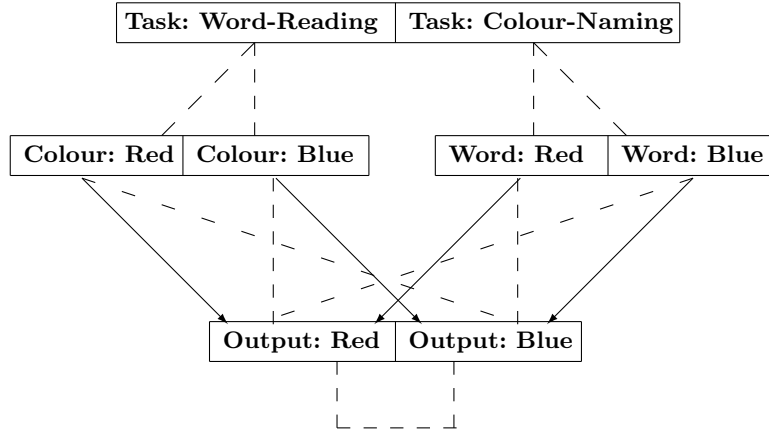 Task: Word-Reading Task: Colour-Naming
Colour: Red Colour: Blue Word: Red Word: Blue
Output: Red Output: Blue